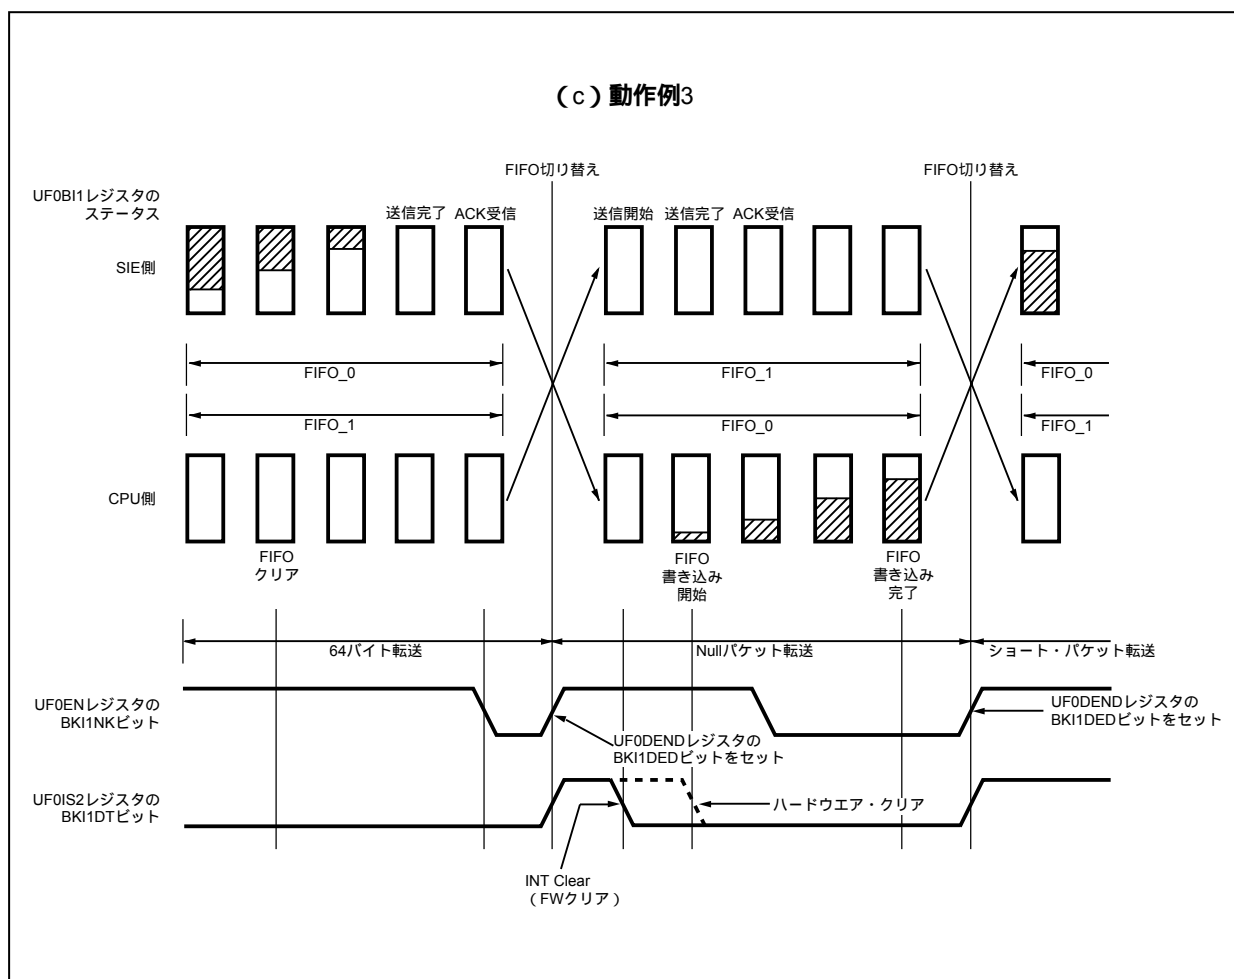 （c）動作例3
FIFO切り替え
FIFO切り替え
UF0BI1レジスタの
ステータス
送信完了
ACK受信
送信開始
送信完了
ACK受信
SIE側
FIFO_0
FIFO_1
FIFO_0
FIFO_1
FIFO_0
FIFO_1
CPU側
FIFO
クリア
FIFO
書き込み
開始
FIFO
書き込み
完了
64バイト転送
Nullパケット転送
ショート・パケット転送
UF0ENレジスタの
BKI1NKビット
UF0DENDレジスタの
BKI1DEDビットをセット
UF0DENDレジスタの
BKI1DEDビットをセット
UF0IS2レジスタの
BKI1DTビット
ハードウエア・クリア
INT Clear
（FWクリア）